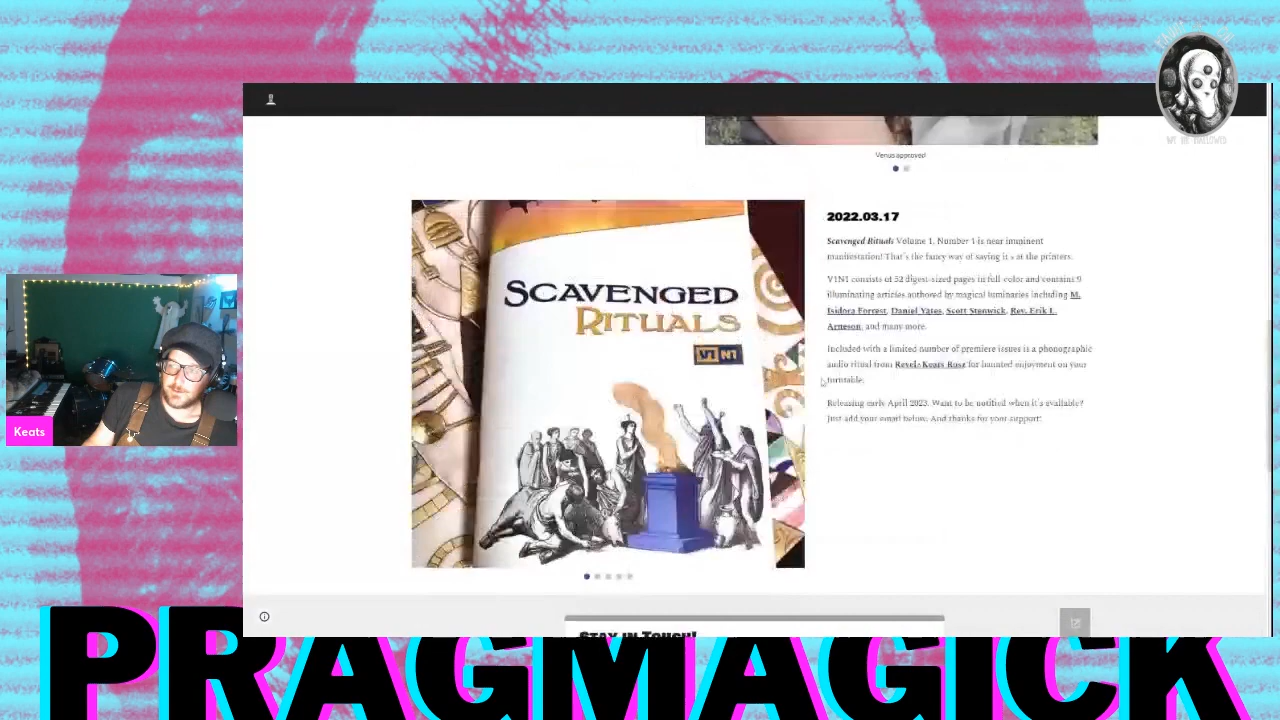 WE BE HALLOWED
Venus approved
SCAVENGED
RITUALS
V1 N1
2022.03.17
Scavenged Rituals Volume 1, Number 1 is near imminent
manifestation! That's the fancy way of saying it's at the printers.
V1N1 consists of 52 digest-sized pages in full-color and contains 9
illuminating articles authored by magical luminaries including M.
Isidora Forrest, Daniel Yates, Scott Stenwick, Rev. Erik L.
Arneson, and many more.
Included with a limited number of premiere issues is a phonographic
audio ritual from Keats Ross for haunted enjoyment on your
turntable.
Releasing early April 2023. Want to be notified when it's available?
Just add your email below. And thanks for your support!
Keats
STAY IN TOUCH!
PRAGMAGICK